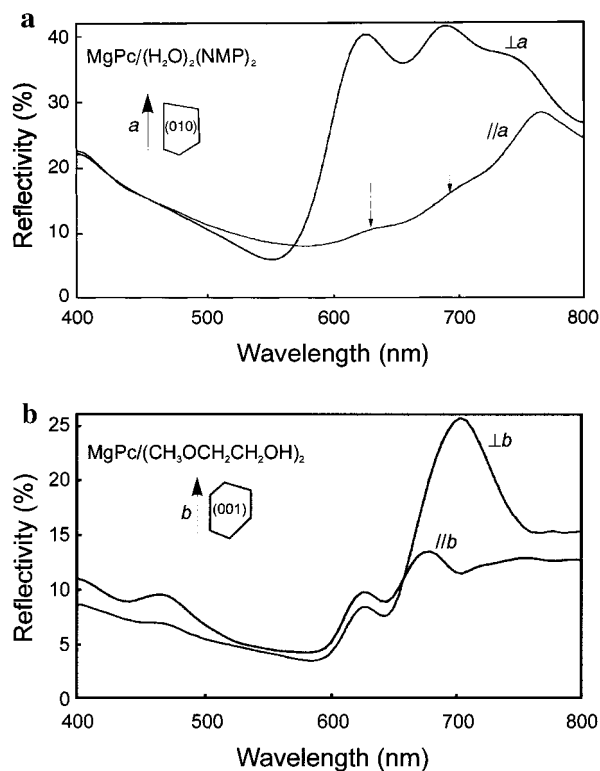 a
40
MgPc/(H₂O)₂(NMP)₂
⊥a
30
a
(010)
//a
20
10
0
400 500 600 700 800
Reflectivity (%)
Wavelength (nm)
b
25
MgPc/(CH₃OCH₂CH₂OH)₂
⊥b
20
b
(001)
15
//b
10
5
0
400 500 600 700 800
Reflectivity (%)
Wavelength (nm)